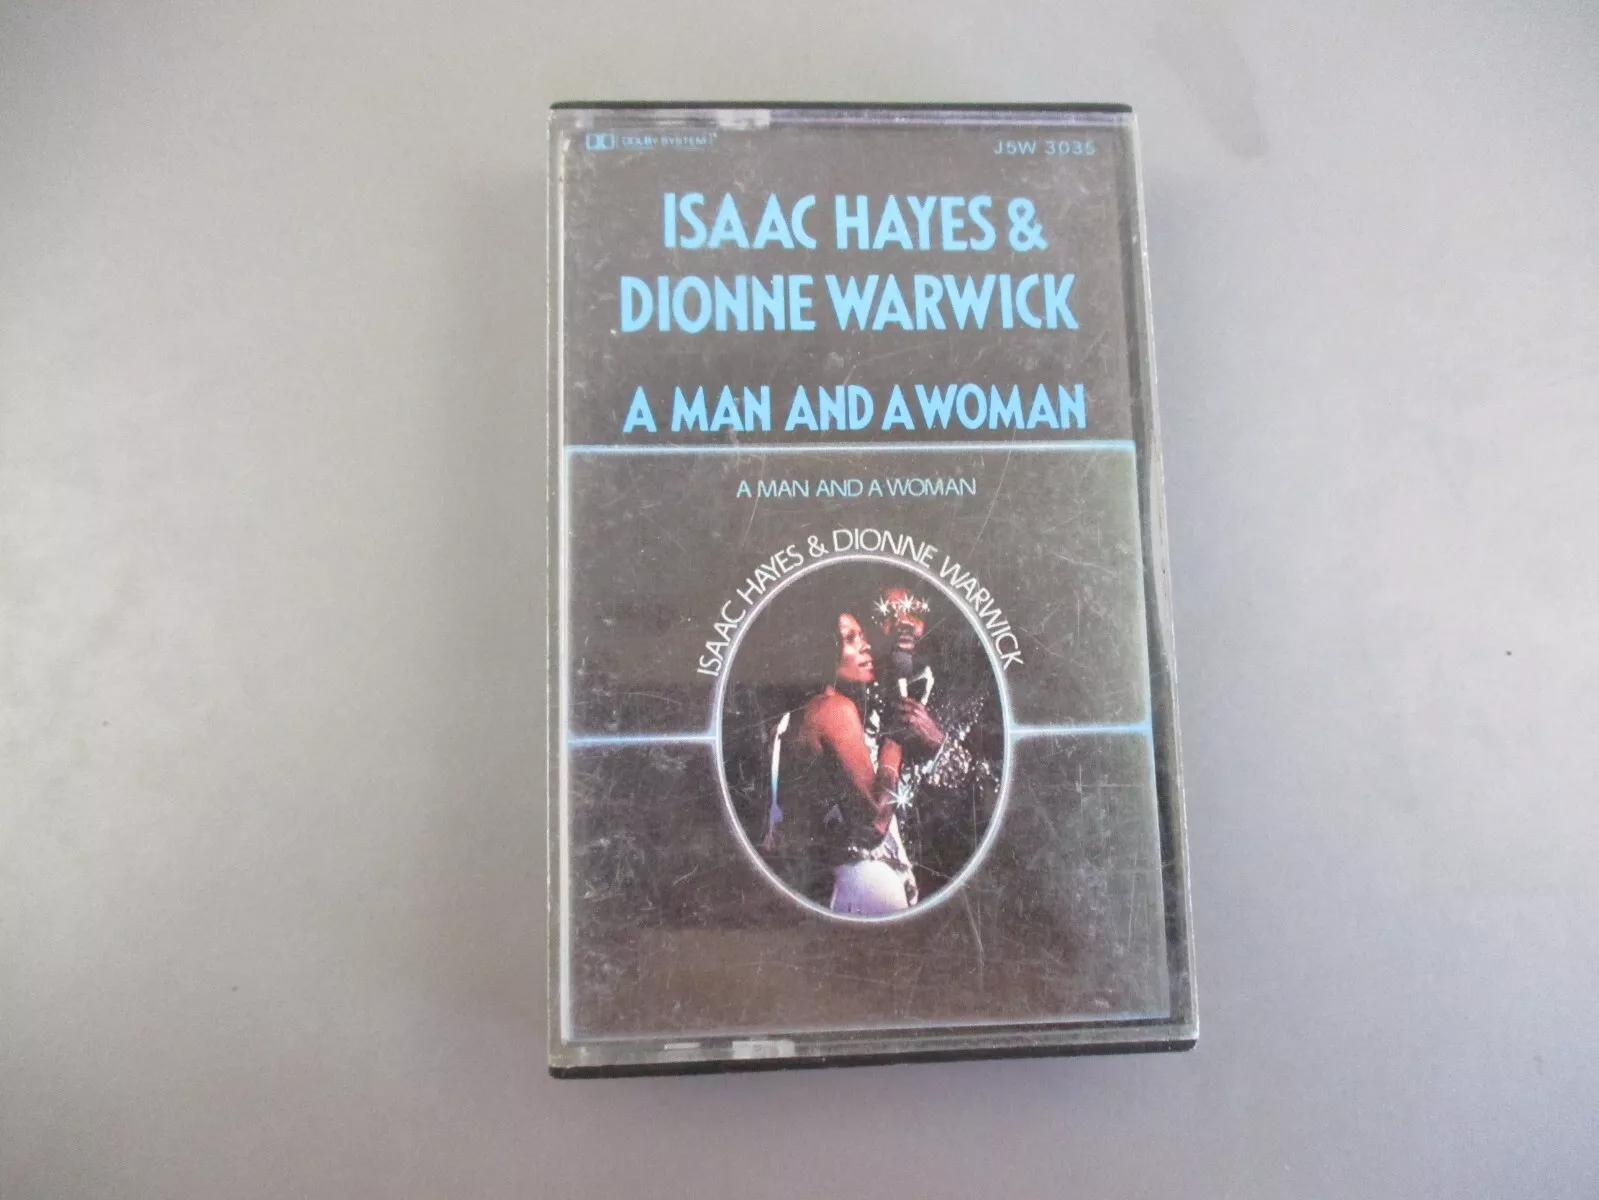 DOLBY SYSTEM
J5W 3035
ISAAC HAYES &
DIONNE WARWICK
A MAN AND A WOMAN
A MAN AND A WOMAN
ISAAC HAYES & DIONNE WARWICK